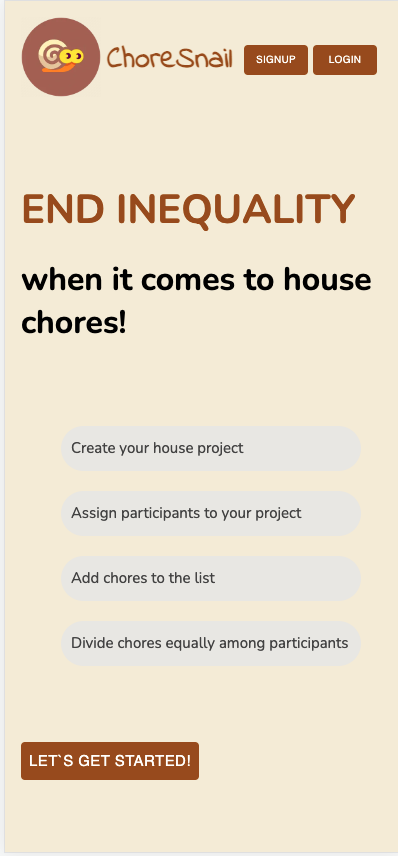 ChoreSnail
SIGNUP
LOGIN
END INEQUALITY
when it comes to house
chores!
Create your house project
Assign participants to your project
Add chores to the list
Divide chores equally among participants
LET`S GET STARTED!